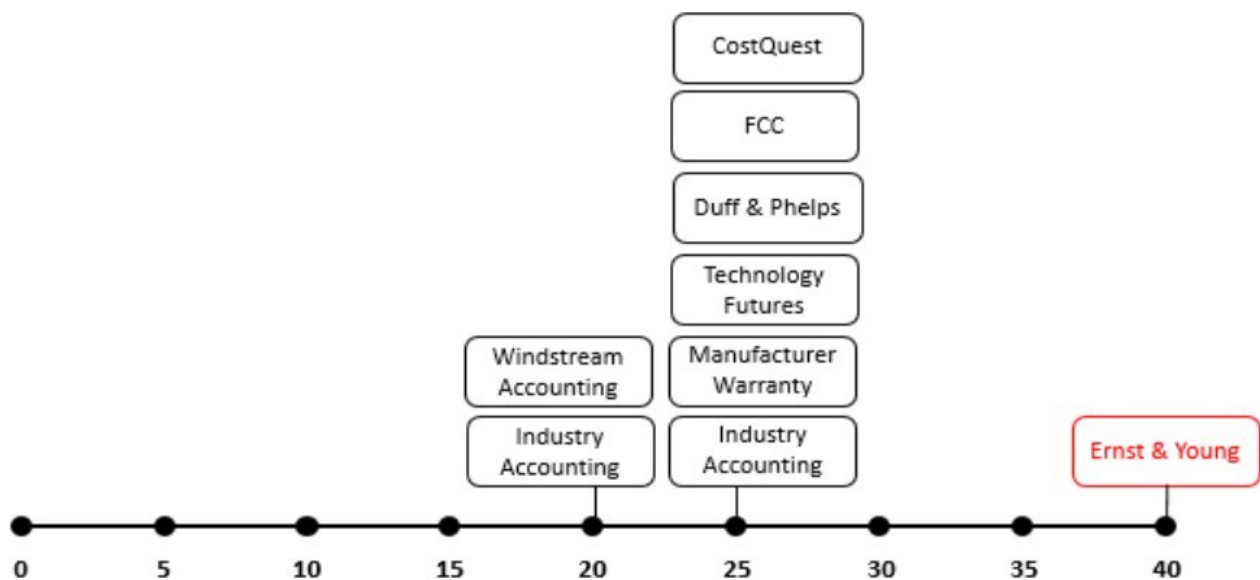 CostQuest
FCC
Duff & Phelps
Technology
Futures
Windstream
Accounting
Manufacturer
Warranty
Industry
Accounting
Industry
Accounting
Ernst & Young
0 5 10 15 20 25 30 35 40